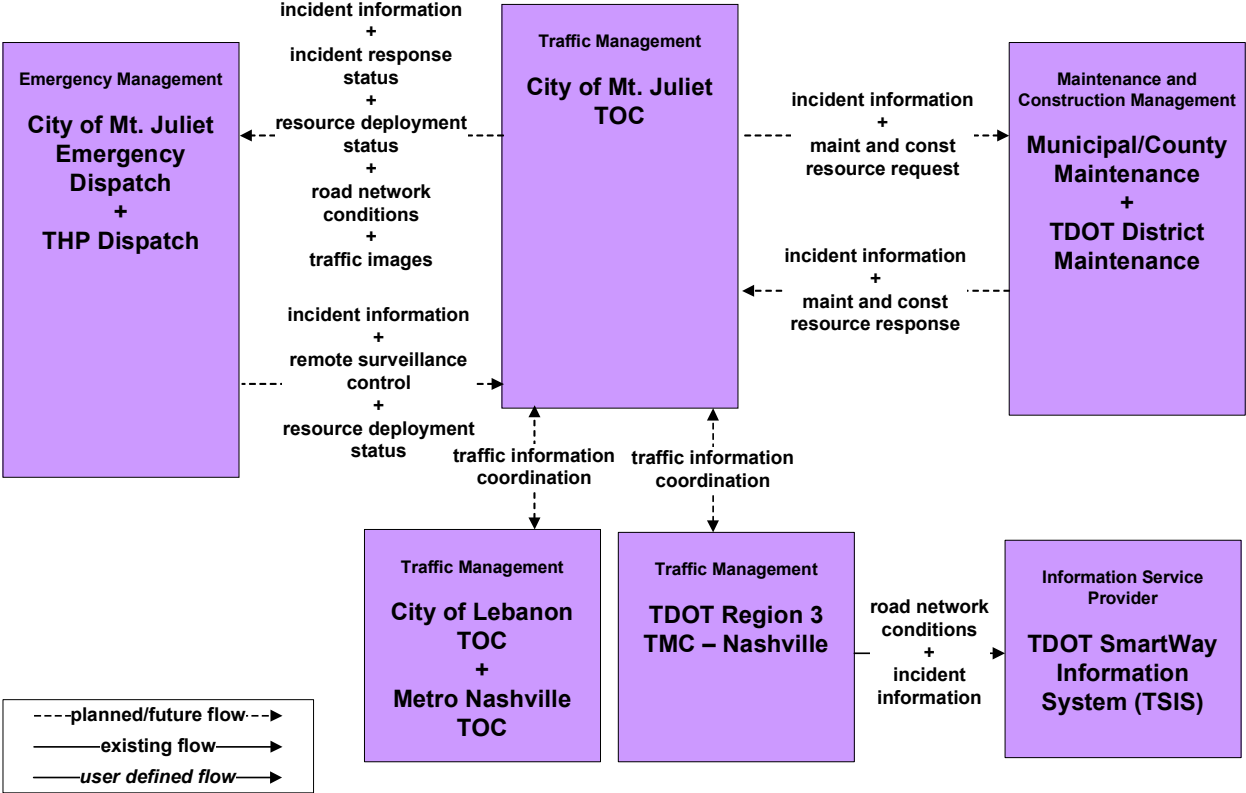 incident information
+
incident response
status
+
resource deployment
status
+
road network
conditions
+
traffic images
Emergency Management
City of Mt. Juliet
Emergency
Dispatch
+
THP Dispatch
Traffic Management
City of Mt. Juliet
TOC
incident information
+
maint and const
resource request
Maintenance and
Construction Management
Municipal/County
Maintenance
+
TDOT District
Maintenance
incident information
+
maint and const
resource response
incident information
+
remote surveillance
control
+
resource deployment
status
traffic information
coordination
traffic information
coordination
Traffic Management
City of Lebanon
TOC
+
Metro Nashville
TOC
Traffic Management
TDOT Region 3
TMC – Nashville
road network
conditions
+
incident
information
Information Service
Provider
TDOT SmartWay
Information
System (TSIS)
planned/future flow
existing flow
user defined flow